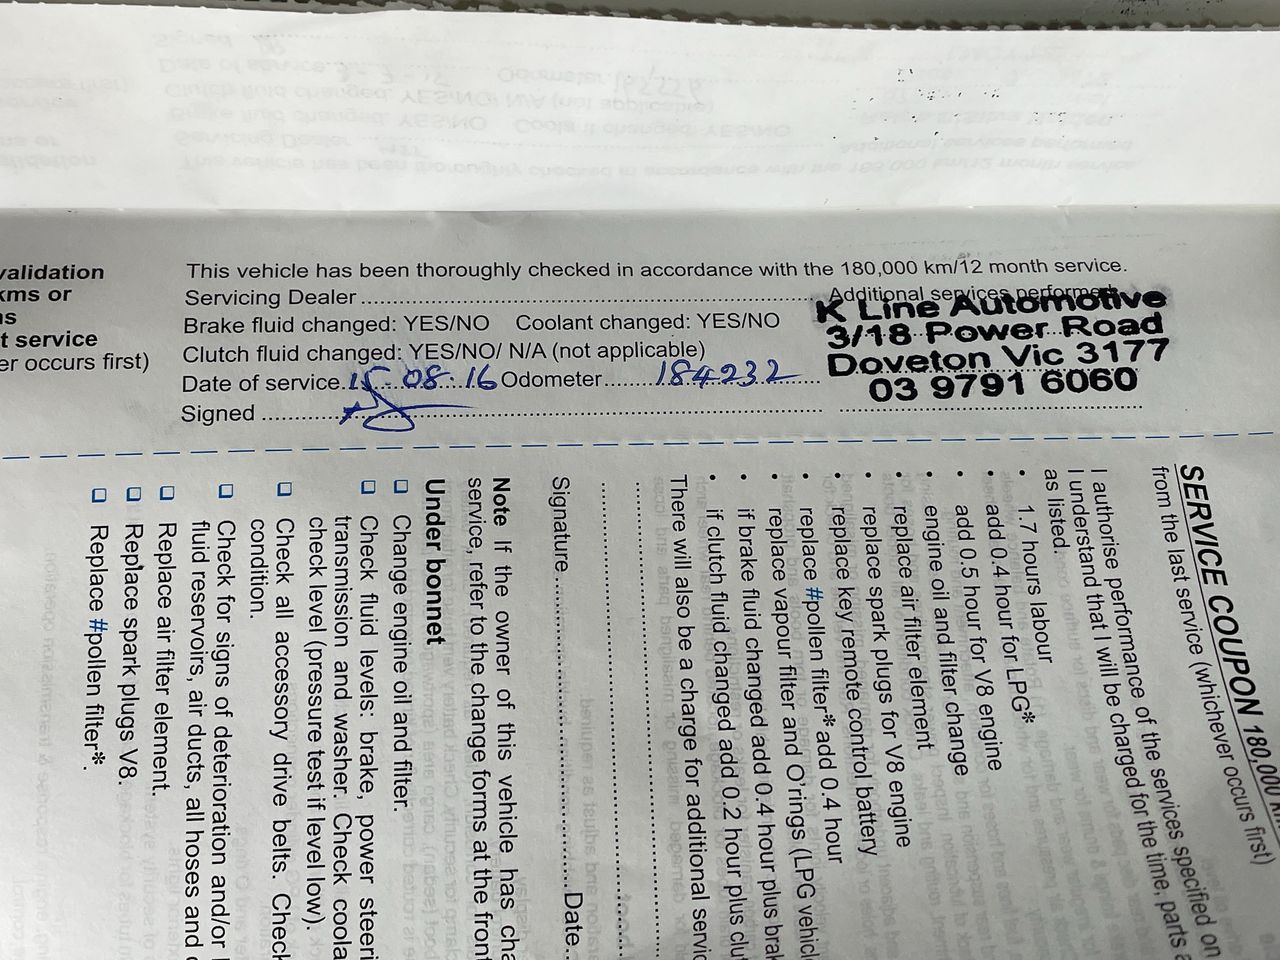 validation
kms or
t service
er occurs first)
This vehicle has been thoroughly checked in accordance with the 180,000 km/12 month service.
Servicing Dealer
Additional services performed
Brake fluid changed: YES/NO Coolant changed: YES/NO
Clutch fluid changed: YES/NO/ N/A (not applicable)
Date of service 15-08-16 Odometer 184232
Signed
K Line Automotive
3/18 Power Road
Doveton Vic 3177
03 9791 6060
SERVICE COUPON 180,000
from the last service (whichever occurs first)
I authorise performance of the services specified on
I understand that I will be charged for the time, parts
as listed.
• 1.7 hours labour
• add 0.4 hour for LPG*
• add 0.5 hour for V8 engine
• engine oil and filter change
• replace air filter element
• replace spark plugs for V8 engine
• replace key remote control battery
• replace #pollen filter* add 0.4 hour
• replace vapour filter and O'rings (LPG vehicl
• if brake fluid changed add 0.4 hour plus brak
• if clutch fluid changed add 0.2 hour plus clut
There will also be a charge for additional servic
Signature Date
Note If the owner of this vehicle has cha
service, refer to the change forms at the front
Under bonnet
❑ Change engine oil and filter.
❑ Check fluid levels: brake, power steeri
transmission and washer. Check coola
check level (pressure test if level low).
❑ Check all accessory drive belts. Check
condition.
❑ Check for signs of deterioration and/or
fluid reservoirs, air ducts, all hoses and
❑ Replace air filter element.
❑ Replace spark plugs V8.
❑ Replace #pollen filter*.